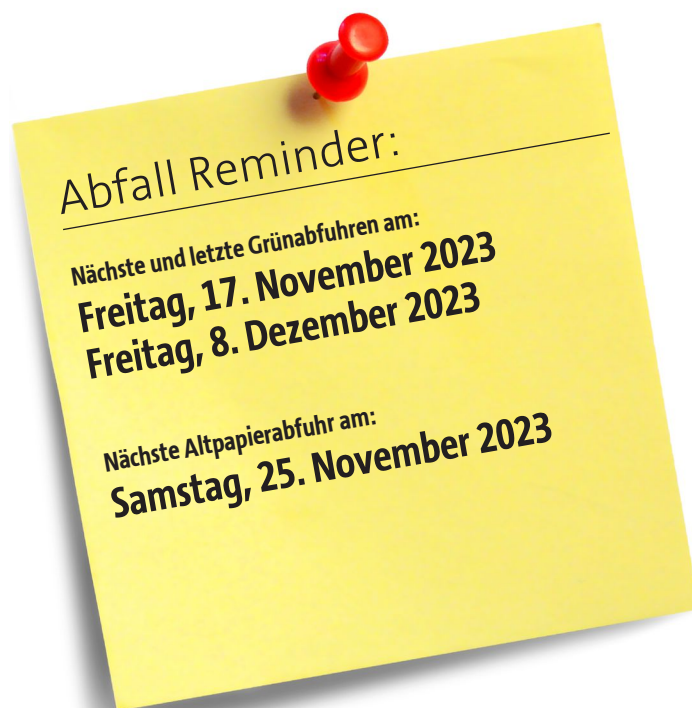 Abfall Reminder:
Nächste und letzte Grünabfuhren am:
Freitag, 17. November 2023
Freitag, 8. Dezember 2023
Nächste Altpapierabfuhr am:
Samstag, 25. November 2023